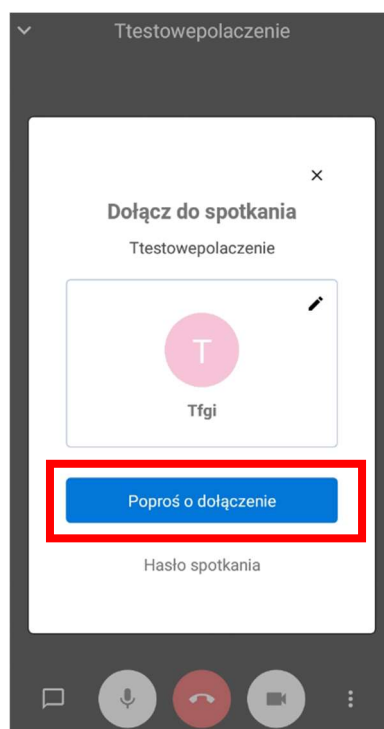 Ttestowepolaczenie
Dołącz do spotkania
Ttestowepolaczenie
T
Tfgi
Poproś o dołączenie
Hasło spotkania